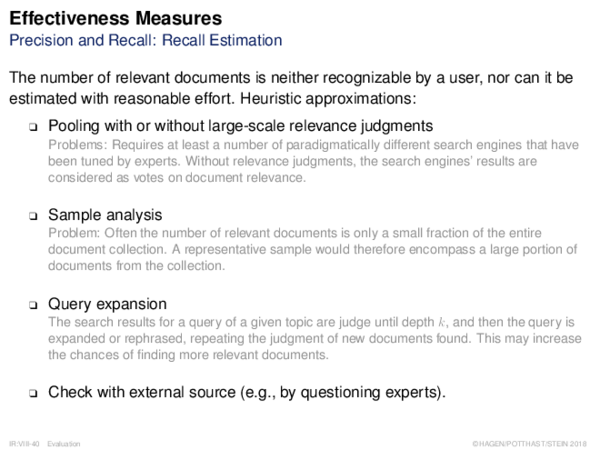 Effectiveness Measures
Precision and Recall: Recall Estimation
The number of relevant documents is neither recognizable by a user, nor can it be
estimated with reasonable effort. Heuristic approximations:
❑ Pooling with or without large-scale relevance judgments
Problems: Requires at least a number of paradigmatically different search engines that have
been tuned by experts. Without relevance judgments, the search engines' results are
considered as votes on document relevance.
❑ Sample analysis
Problem: Often the number of relevant documents is only a small fraction of the entire
document collection. A representative sample would therefore encompass a large portion of
documents from the collection.
❑ Query expansion
The search results for a query of a given topic are judge until depth k, and then the query is
expanded or rephrased, repeating the judgment of new documents found. This may increase
the chances of finding more relevant documents.
❑ Check with external source (e.g., by questioning experts).
IR:VIII-40 Evaluation ©HAGEN/POTTHAST/STEIN 2018